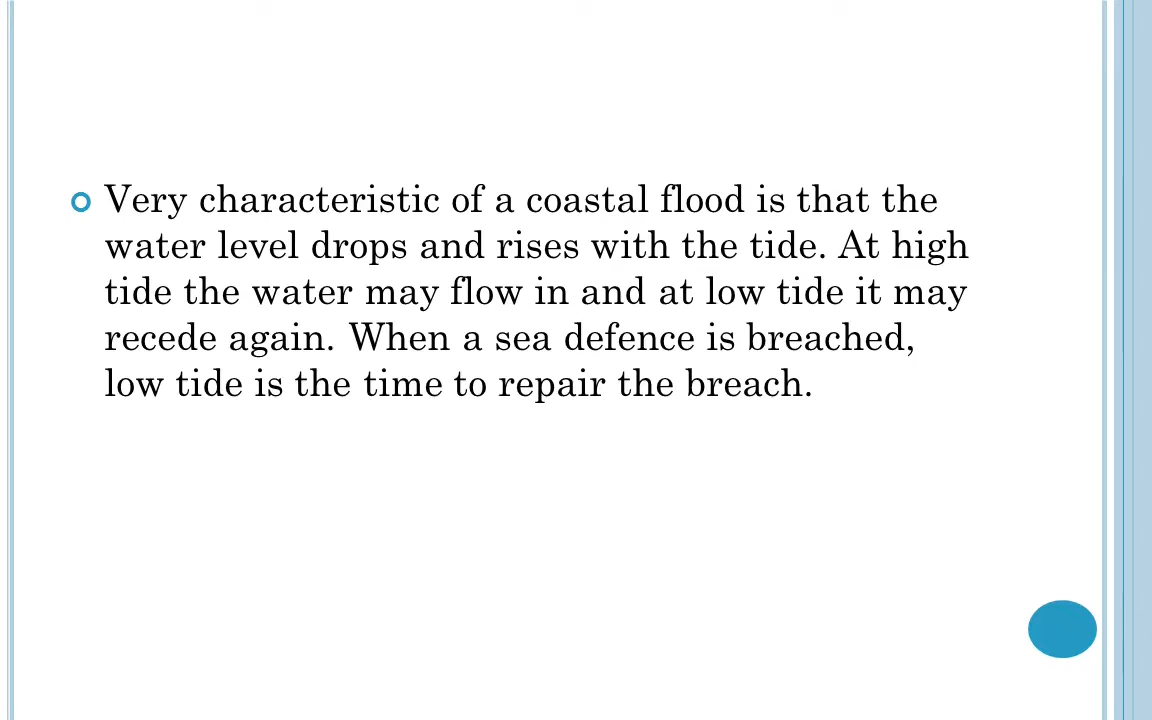 Very characteristic of a coastal flood is that the
water level drops and rises with the tide. At high
tide the water may flow in and at low tide it may
recede again. When a sea defence is breached,
low tide is the time to repair the breach.